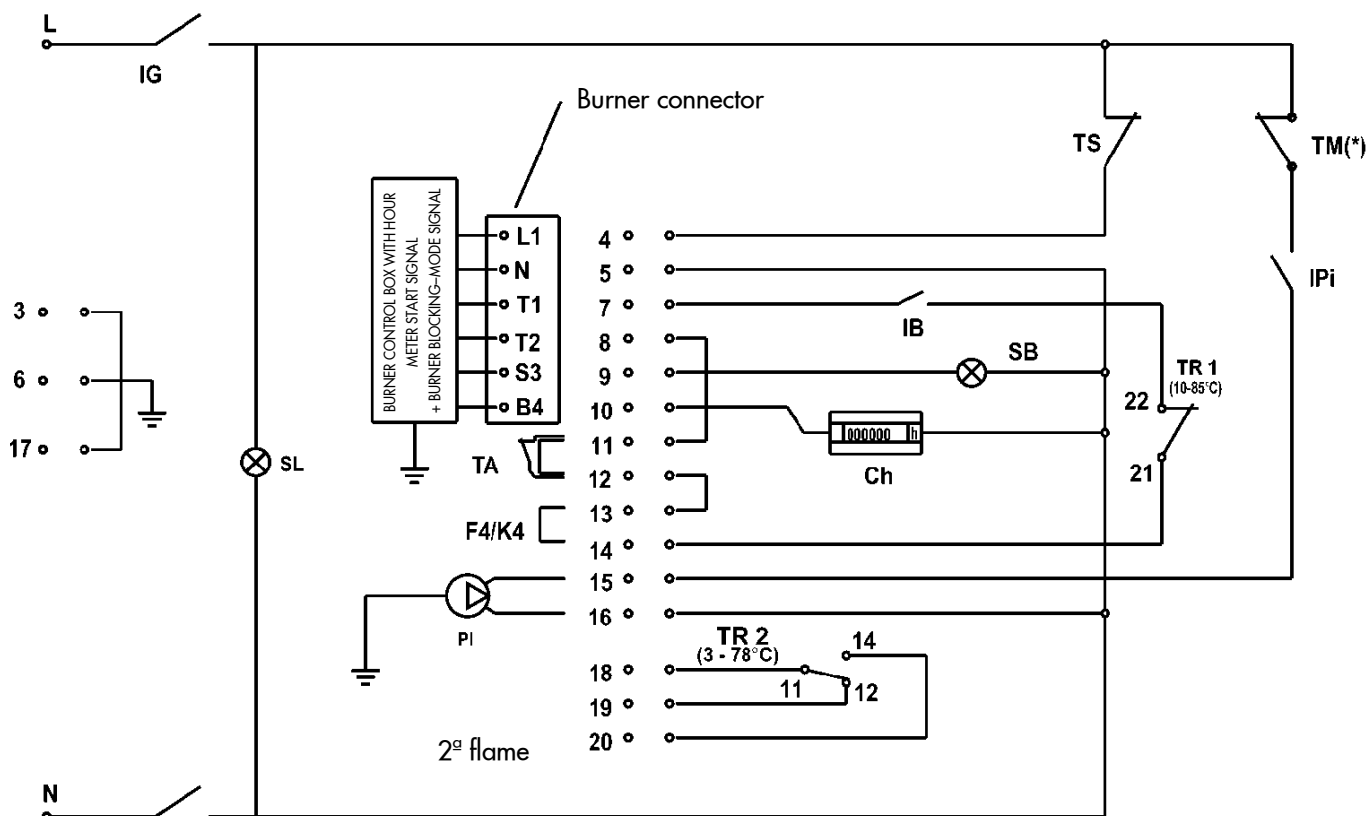 L
IG
Burner connector
TS
TM(*)
BURNER CONTROL BOX WITH HOUR
METER START SIGNAL
+ BURNER BLOCKING-MODE SIGNAL
L1
N
T1
T2
S3
B4
4
5
7
8
9
10
11
12
13
14
15
16
18
19
20
3
6
17
IPi
IB
SB
TR 1
(10-85°C)
22
21
000000 h
Ch
SL
TA
F4/K4
PI
TR 2
(3 - 78°C)
14
11
12
2ª flame
N